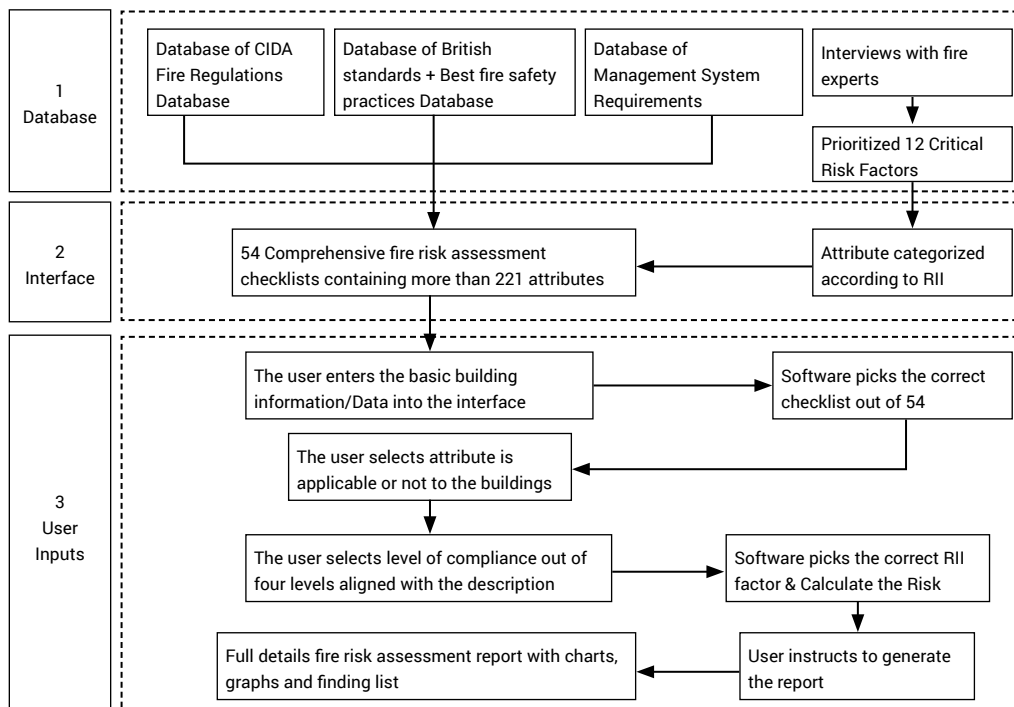 1
Database
Database of CIDA
Fire Regulations
Database
Database of British
standards + Best fire safety
practices Database
Database of
Management System
Requirements
Interviews with fire
experts
Prioritized 12 Critical
Risk Factors
2
Interface
54 Comprehensive fire risk assessment
checklists containing more than 221 attributes
Attribute categorized
according to RII
3
User
Inputs
The user enters the basic building
information/Data into the interface
Software picks the correct
checklist out of 54
The user selects attribute is
applicable or not to the buildings
The user selects level of compliance out of
four levels aligned with the description
Software picks the correct RII
factor & Calculate the Risk
Full details fire risk assessment report with charts,
graphs and finding list
User instructs to generate
the report